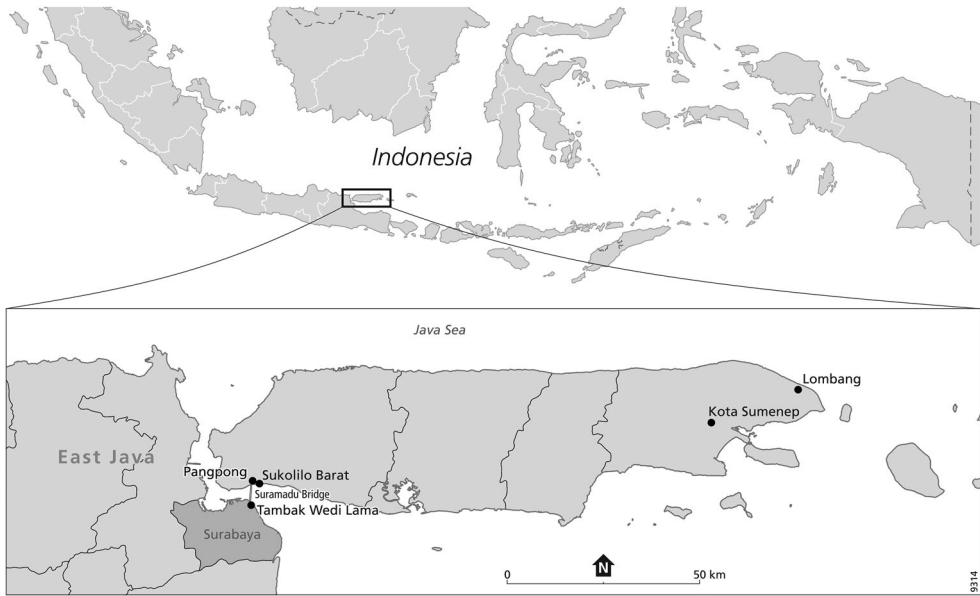 Indonesia
Java Sea
Lombang
Kota Sumenep
East Java
Pangpong
Sukolilo Barat
Suramadu Bridge
Tambak Wedi Lama
Surabaya
N
0 50 km
9314